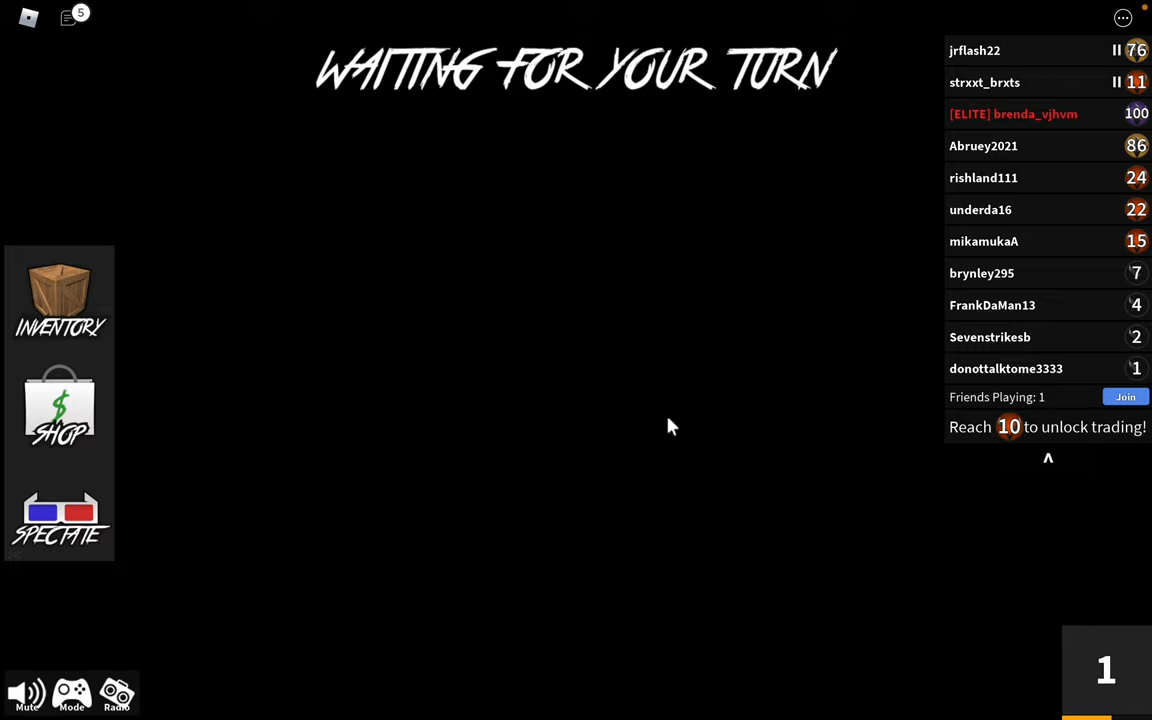 5
WAITING FOR YOUR TURN
jrflash22 76
strxxt_brxts 11
[ELITE] brenda_vjhvm 100
Abruey2021 86
rishland111 24
underda16 22
mikamukaA 15
brynley295 7
FrankDaMan13 4
Sevenstrikesb 2
donottalktome3333 1
Friends Playing: 1 Join
Reach 10 to unlock trading!
INVENTORY
$
SHOP
SPECTATE
Mute Mode Radio
1